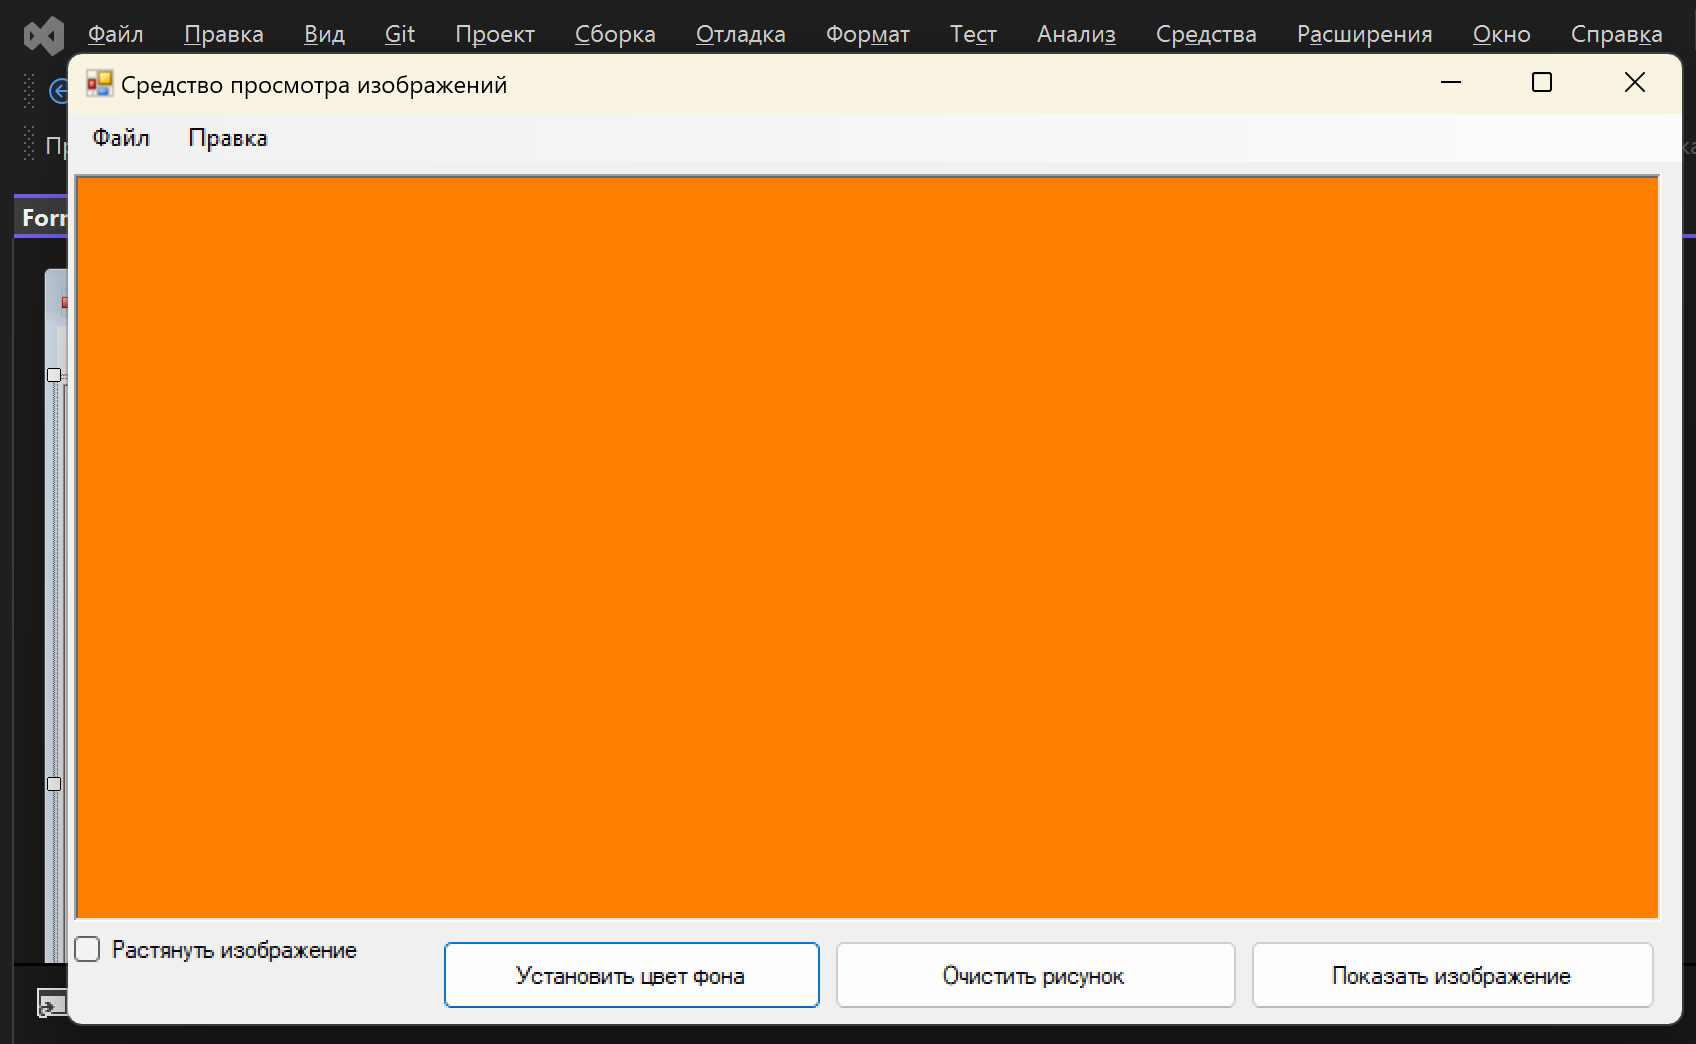 Файл Правка Вид Git Проект Сборка Отладка Формат Тест Анализ Средства Расширения Окно Справка
Средство просмотра изображений
Файл Правка
Растянуть изображение
Установить цвет фона
Очистить рисунок
Показать изображение